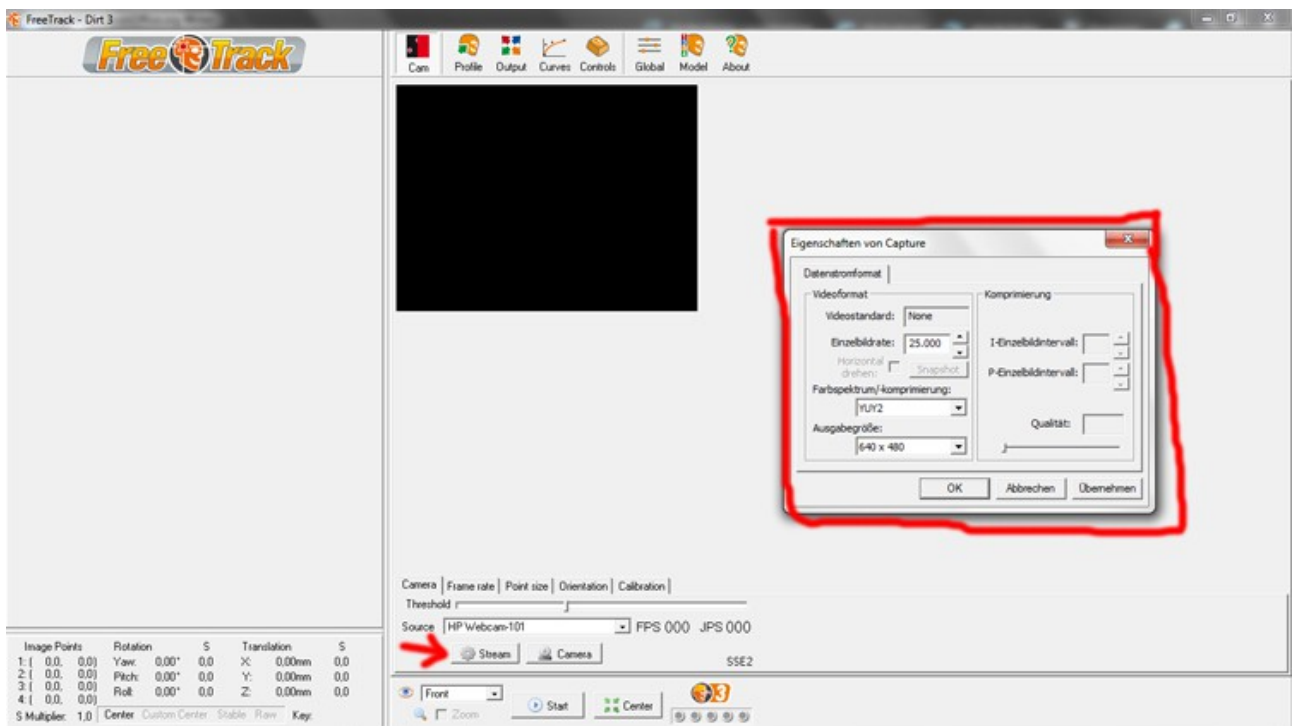 FreeTrack - Dirt 3
Free Track
Cam Profile Output Curves Controls Global Model About
Eigenschaften von Capture
Datenstromformat
Videoformat
Videostandard: None
Einzelbildrate: 25.000
Horizontal drehen: Snapshot
Farbspektrum/-komprimierung:
YUY2
Ausgabegröße:
640 x 480
Komprimierung
I-Einzelbildintervall:
P-Einzelbildintervall:
Qualität:
OK Abbrechen Übernehmen
Camera Frame rate Point size Orientation Calibration
Threshold
Source HP Webcam-101 FPS 000 JPS 000
Stream Camera SSE2
Image Points Rotation S Translation S
1: ( 0,0, 0,0) Yaw: 0,00° 0,0 X: 0,00mm 0,0
2: ( 0,0, 0,0) Pitch: 0,00° 0,0 Y: 0,00mm 0,0
3: ( 0,0, 0,0) Roll: 0,00° 0,0 Z: 0,00mm 0,0
4: ( 0,0, 0,0)
S Multiplier: 1,0 Center Custom Center Stable Raw Key:
Front Start Center 3
Zoom